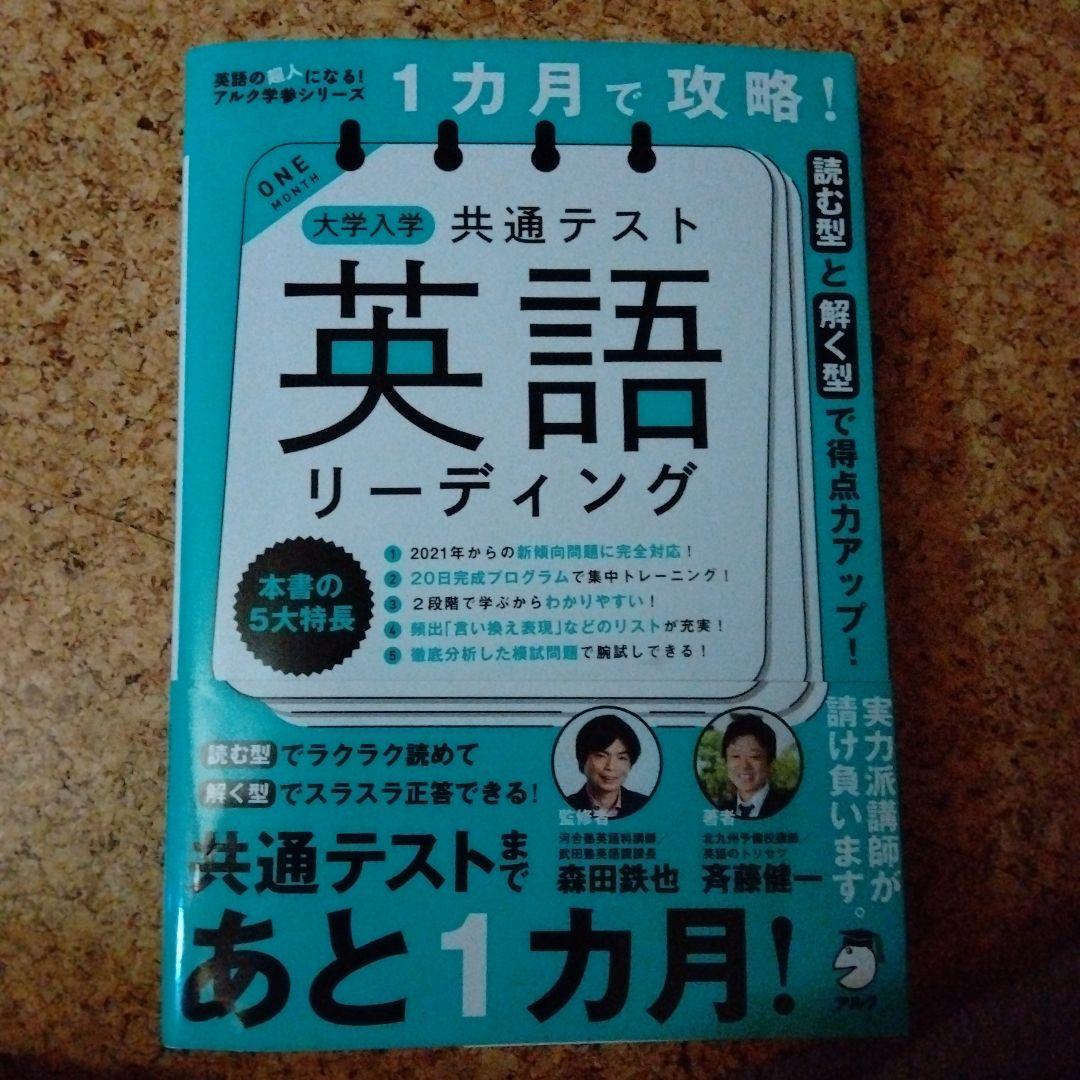 英語の超人になる!
アルク学参シリーズ
1カ月で攻略!
ONE
MONTH
大学入学 共通テスト
英語
リーディング
読む型と解く型で得点力アップ!
本書の
5大特長
1 2021年からの新傾向問題に完全対応!
2 20日完成プログラムで集中トレーニング!
3 2段階で学ぶからわかりやすい!
4 頻出「言い換え表現」などのリストが充実!
5 徹底分析した模試問題で腕試しできる!
読む型でラクラク読めて
解く型でスラスラ正答できる!
共通テストまで
あと1カ月!
監修者
河合塾英語科講師/
武田塾英語課課長
森田鉄也
著者
北九州予備校講師/
英語のトリセツ
斉藤健一
実力派講師が
請け負います。
アルク